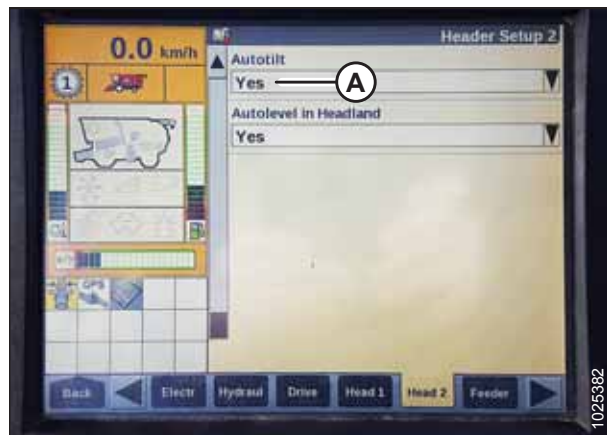 Header Setup 2
0.0 km/h
Autotilt
1
Yes
A
Autolevel in Headland
Yes
Back
Electr
Hydraul
Drive
Head 1
Head 2
Feeder
1025382